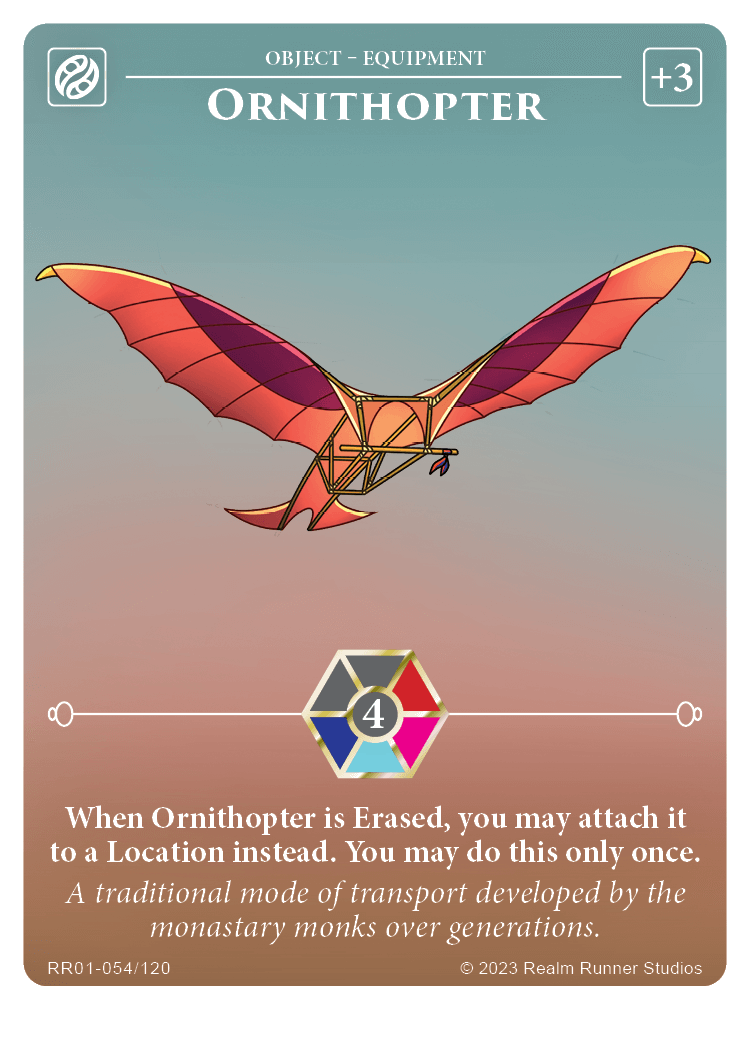 OBJECT – EQUIPMENT
+3
ORNITHOPTER
4
When Ornithopter is Erased, you may attach it
to a Location instead. You may do this only once.
A traditional mode of transport developed by the
monastary monks over generations.
RR01-054/120
© 2023 Realm Runner Studios